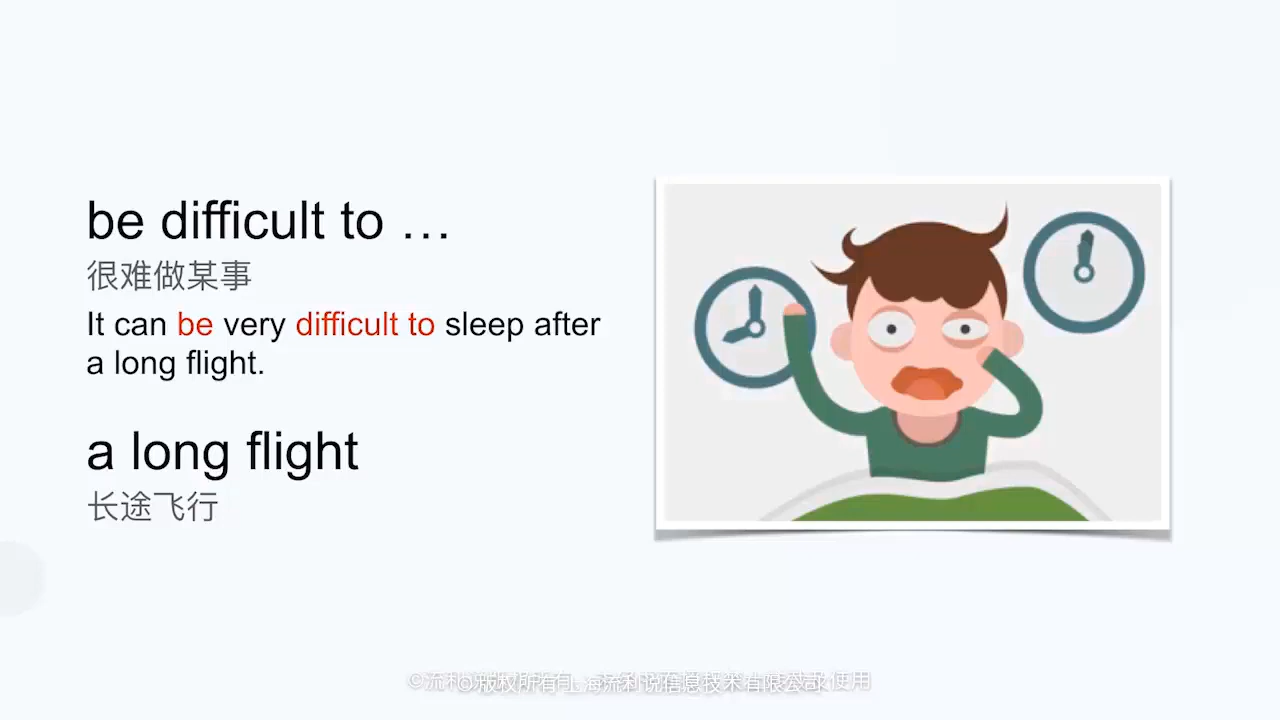 be difficult to …
很难做某事
It can be very difficult to sleep after
a long flight.
a long flight
长途飞行